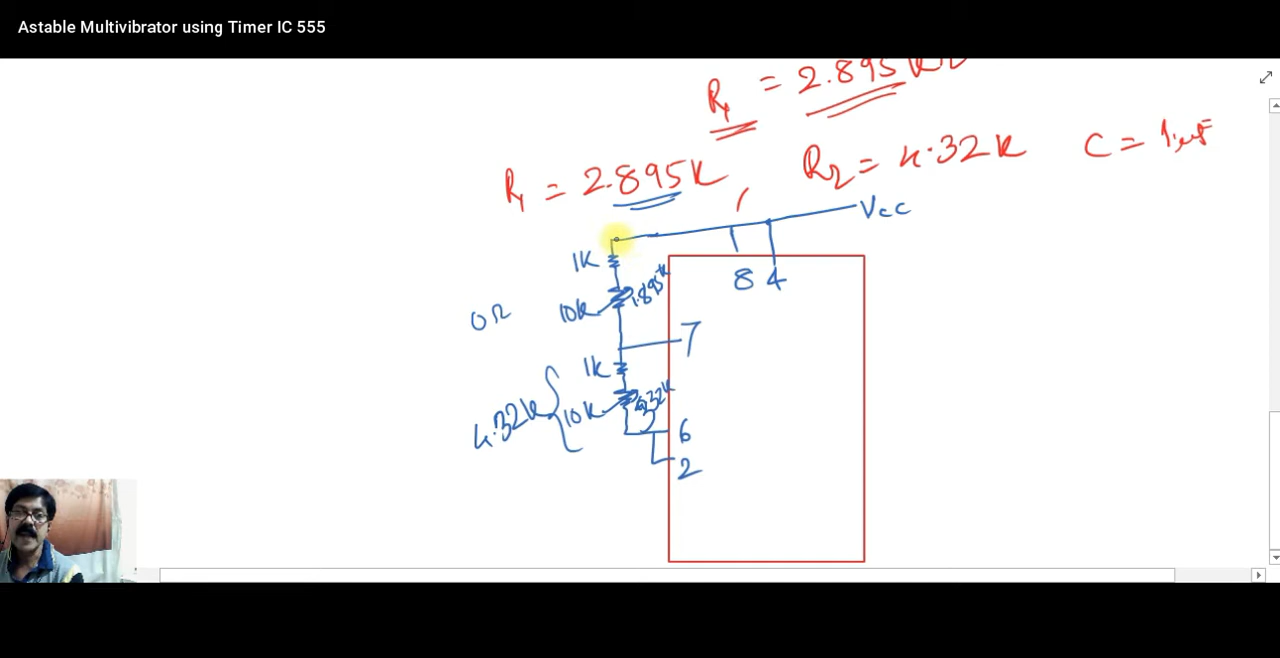 Astable Multivibrator using Timer IC 555
R1 = 2.895K
R1 = 2.895K
R2 = 4.32K
C = 1µF
Vcc
1K
8 4
1.895K
10K
OR
7
1K
10K
4.32K
6
2